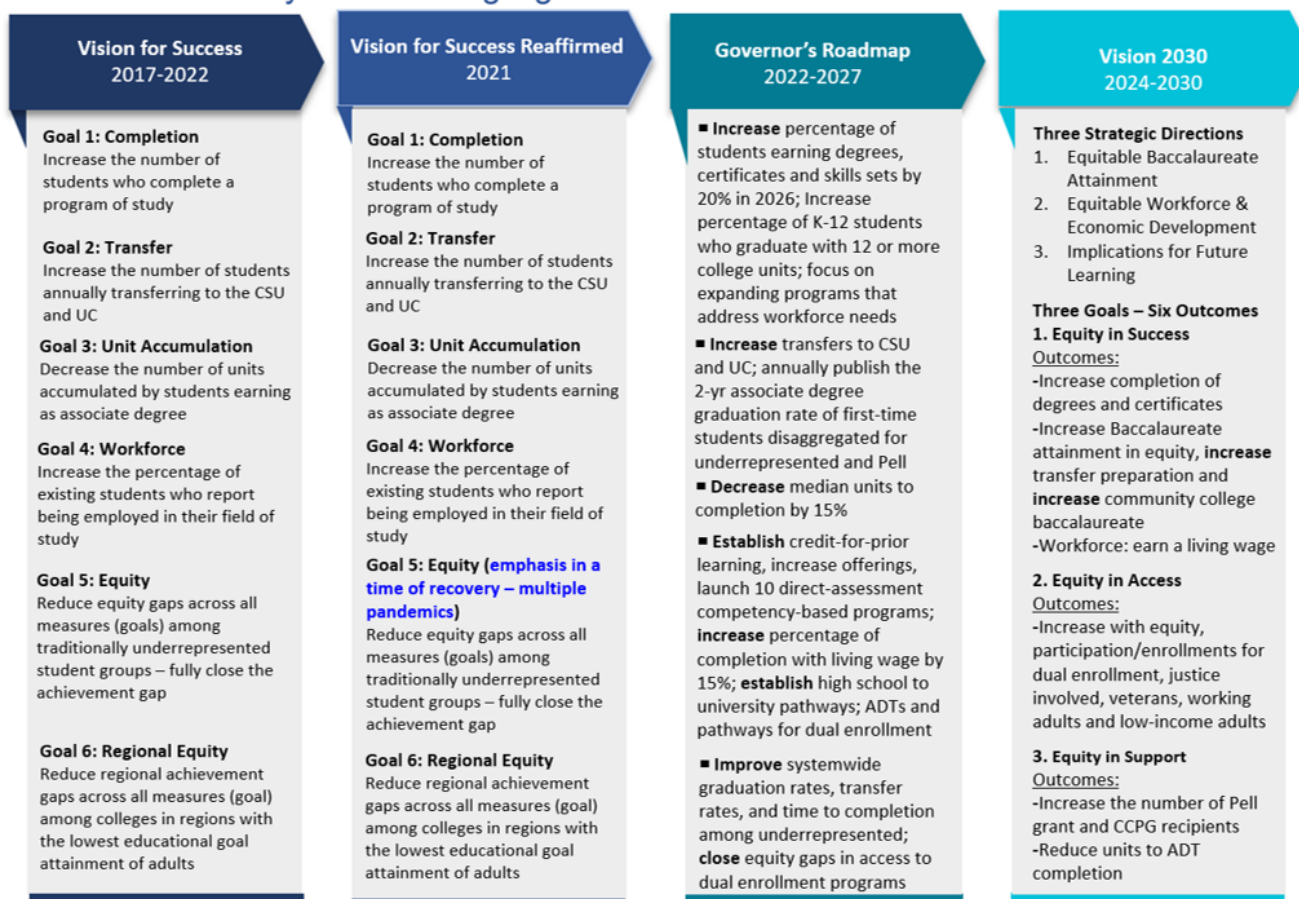 Vision for Success
2017-2022
Goal 1: Completion
Increase the number of
students who complete a
program of study
Goal 2: Transfer
Increase the number of students
annually transferring to the CSU
and UC
Goal 3: Unit Accumulation
Decrease the number of units
accumulated by students earning
as associate degree
Goal 4: Workforce
Increase the percentage of
existing students who report
being employed in their field of
study
Goal 5: Equity
Reduce equity gaps across all
measures (goals) among
traditionally underrepresented
student groups – fully close the
achievement gap
Goal 6: Regional Equity
Reduce regional achievement
gaps across all measures (goal)
among colleges in regions with
the lowest educational goal
attainment of adults
Vision for Success Reaffirmed
2021
Goal 1: Completion
Increase the number of
students who complete a
program of study
Goal 2: Transfer
Increase the number of students
annually transferring to the CSU
and UC
Goal 3: Unit Accumulation
Decrease the number of units
accumulated by students earning
as associate degree
Goal 4: Workforce
Increase the percentage of
existing students who report
being employed in their field of
study
Goal 5: Equity (emphasis in a
time of recovery – multiple
pandemics)
Reduce equity gaps across all
measures (goals) among
traditionally underrepresented
student groups – fully close the
achievement gap
Goal 6: Regional Equity
Reduce regional achievement
gaps across all measures (goal)
among colleges in regions with
the lowest educational goal
attainment of adults
Governor's Roadmap
2022-2027
▪ Increase percentage of
students earning degrees,
certificates and skills sets by
20% in 2026; Increase
percentage of K-12 students
who graduate with 12 or more
college units; focus on
expanding programs that
address workforce needs
▪ Increase transfers to CSU
and UC; annually publish the
2-yr associate degree
graduation rate of first-time
students disaggregated for
underrepresented and Pell
▪ Decrease median units to
completion by 15%
▪ Establish credit-for-prior
learning, increase offerings,
launch 10 direct-assessment
competency-based programs;
increase percentage of
completion with living wage by
15%; establish high school to
university pathways; ADTs and
pathways for dual enrollment
▪ Improve systemwide
graduation rates, transfer
rates, and time to completion
among underrepresented;
close equity gaps in access to
dual enrollment programs
Vision 2030
2024-2030
Three Strategic Directions
1. Equitable Baccalaureate
Attainment
2. Equitable Workforce &
Economic Development
3. Implications for Future
Learning
Three Goals – Six Outcomes
1. Equity in Success
Outcomes:
-Increase completion of
degrees and certificates
-Increase Baccalaureate
attainment in equity, increase
transfer preparation and
increase community college
baccalaureate
-Workforce: earn a living wage
2. Equity in Access
Outcomes:
-Increase with equity,
participation/enrollments for
dual enrollment, justice
involved, veterans, working
adults and low-income adults
3. Equity in Support
Outcomes:
-Increase the number of Pell
grant and CCPG recipients
-Reduce units to ADT
completion